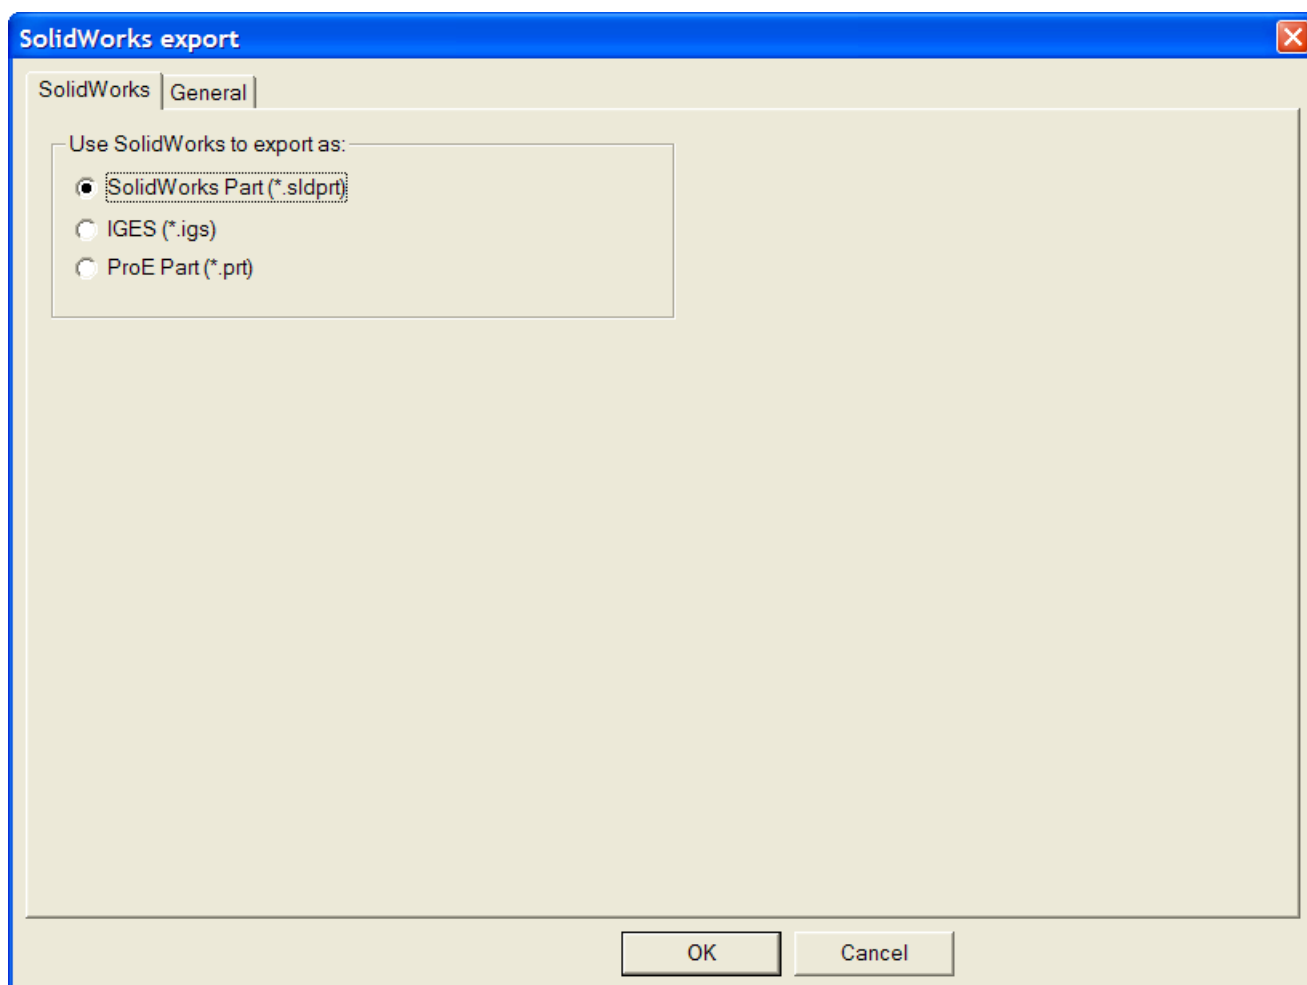 SolidWorks export
SolidWorks General
Use SolidWorks to export as:
SolidWorks Part (*.sldprt)
IGES (*.igs)
ProE Part (*.prt)
OK Cancel